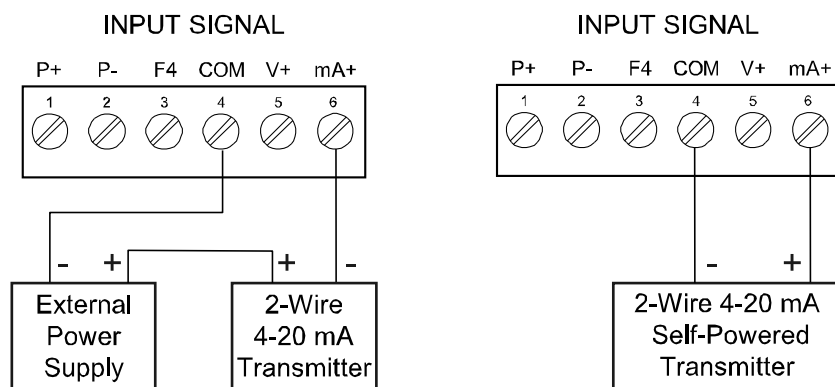 INPUT SIGNAL
P+ P- F4 COM V+ mA+
1 2 3 4 5 6
- + + -
External
Power
Supply
2-Wire
4-20 mA
Transmitter
INPUT SIGNAL
P+ P- F4 COM V+ mA+
1 2 3 4 5 6
- +
2-Wire 4-20 mA
Self-Powered
Transmitter